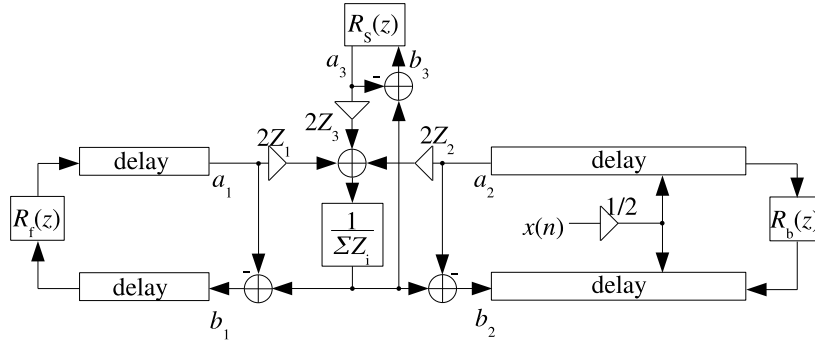 R_S(z)
a_3
-
b_3
2Z_3
2Z_1
2Z_2
delay
delay
a_1
a_2
R_f(z)
1/2
x(n)
R_b(z)
1
ΣZ_i
-
-
delay
delay
b_1
b_2